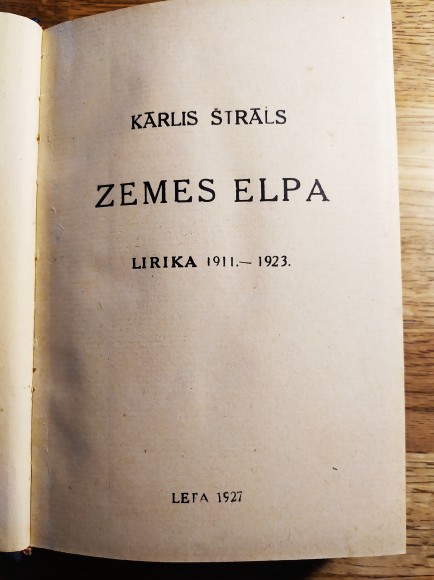 KĀRLIS ŠTRĀLS
ZEMES ELPA
LIRIKA 1911.— 1923.
LETA 1927